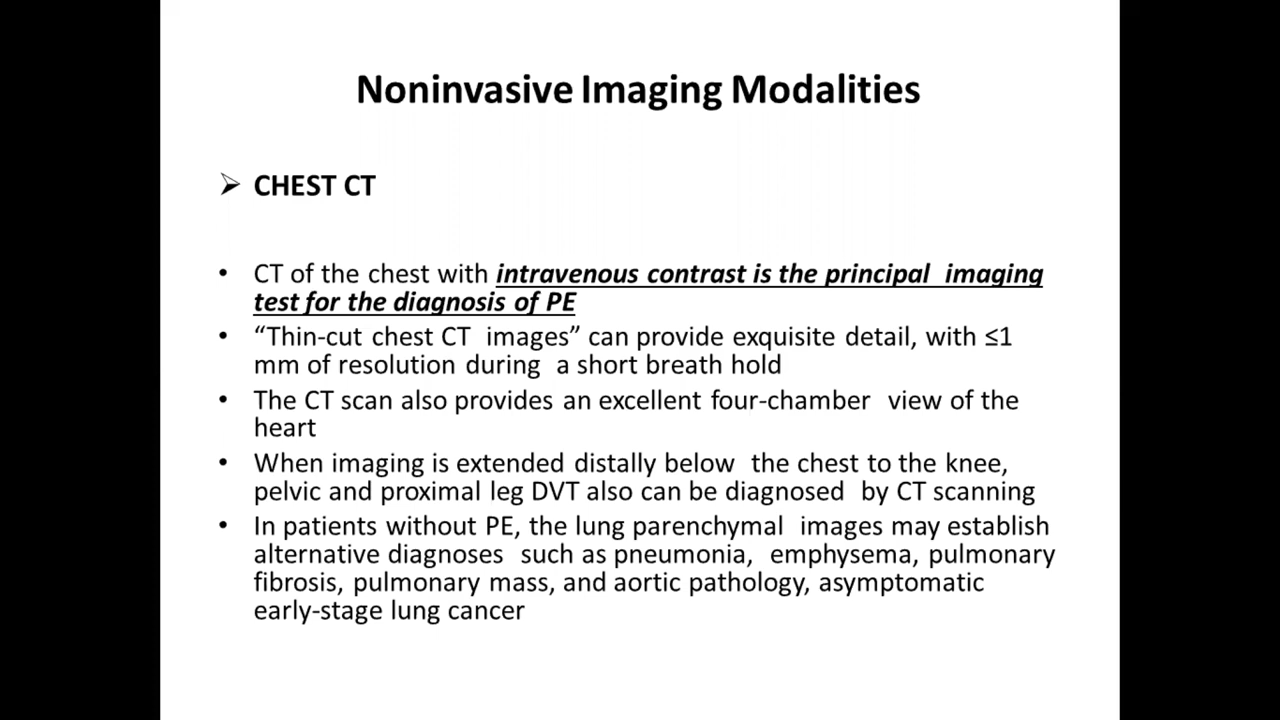 Noninvasive Imaging Modalities
➢ CHEST CT
• CT of the chest with intravenous contrast is the principal imaging
test for the diagnosis of PE
• “Thin-cut chest CT images” can provide exquisite detail, with ≤1
mm of resolution during a short breath hold
• The CT scan also provides an excellent four-chamber view of the
heart
• When imaging is extended distally below the chest to the knee,
pelvic and proximal leg DVT also can be diagnosed by CT scanning
• In patients without PE, the lung parenchymal images may establish
alternative diagnoses such as pneumonia, emphysema, pulmonary
fibrosis, pulmonary mass, and aortic pathology, asymptomatic
early-stage lung cancer